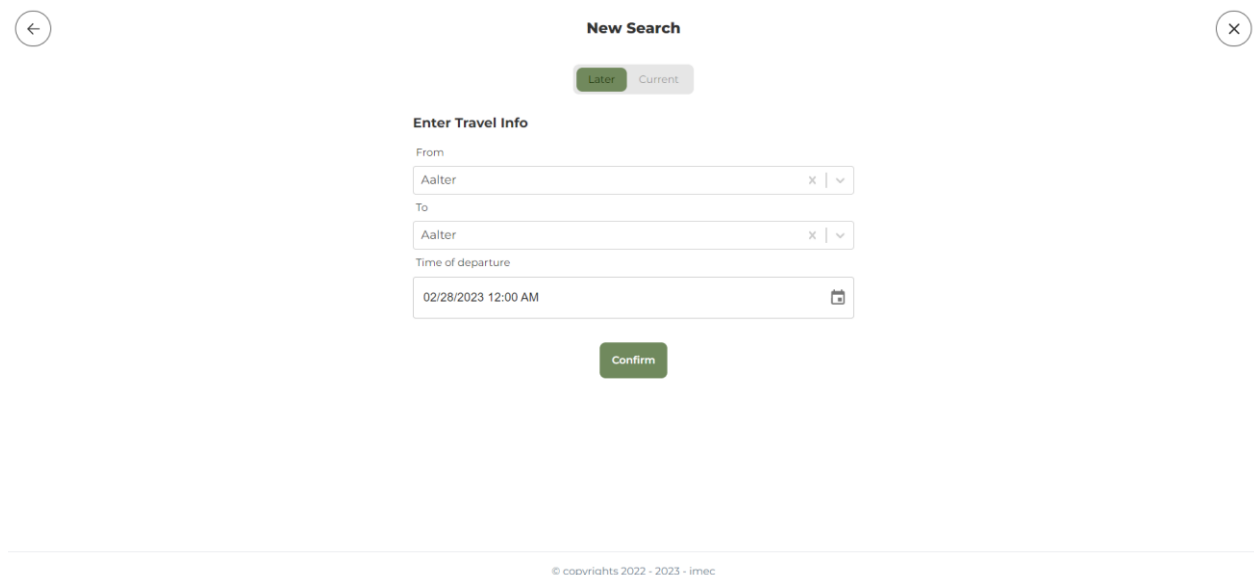 New Search
Later Current
Enter Travel Info
From
Aalter
To
Aalter
Time of departure
02/28/2023 12:00 AM
Confirm
© copyrights 2022 - 2023 - imec